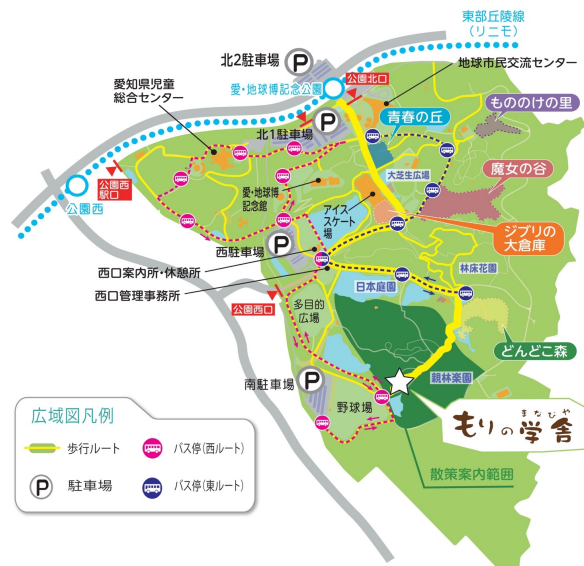 東部丘陵線
(リニモ)
北2駐車場
P
愛・地球博記念公園
公園北口
地球市民交流センター
愛知県児童
総合センター
北1駐車場
P
青春の丘
もののけの里
公園西
駅口
公園西
大芝生広場
魔女の谷
愛・地球博
記念館
アイス
スケート
場
ジブリの
大倉庫
西駐車場
P
西口案内所・休憩所
西口管理事務所
林床花園
日本庭園
公園西口
多目的
広場
どんどこ森
親林楽園
南駐車場
P
野球場
まなびや
もりの学舎
散策案内範囲
広域図凡例
歩行ルート
バス停(西ルート)
P
駐車場
バス停(東ルート)